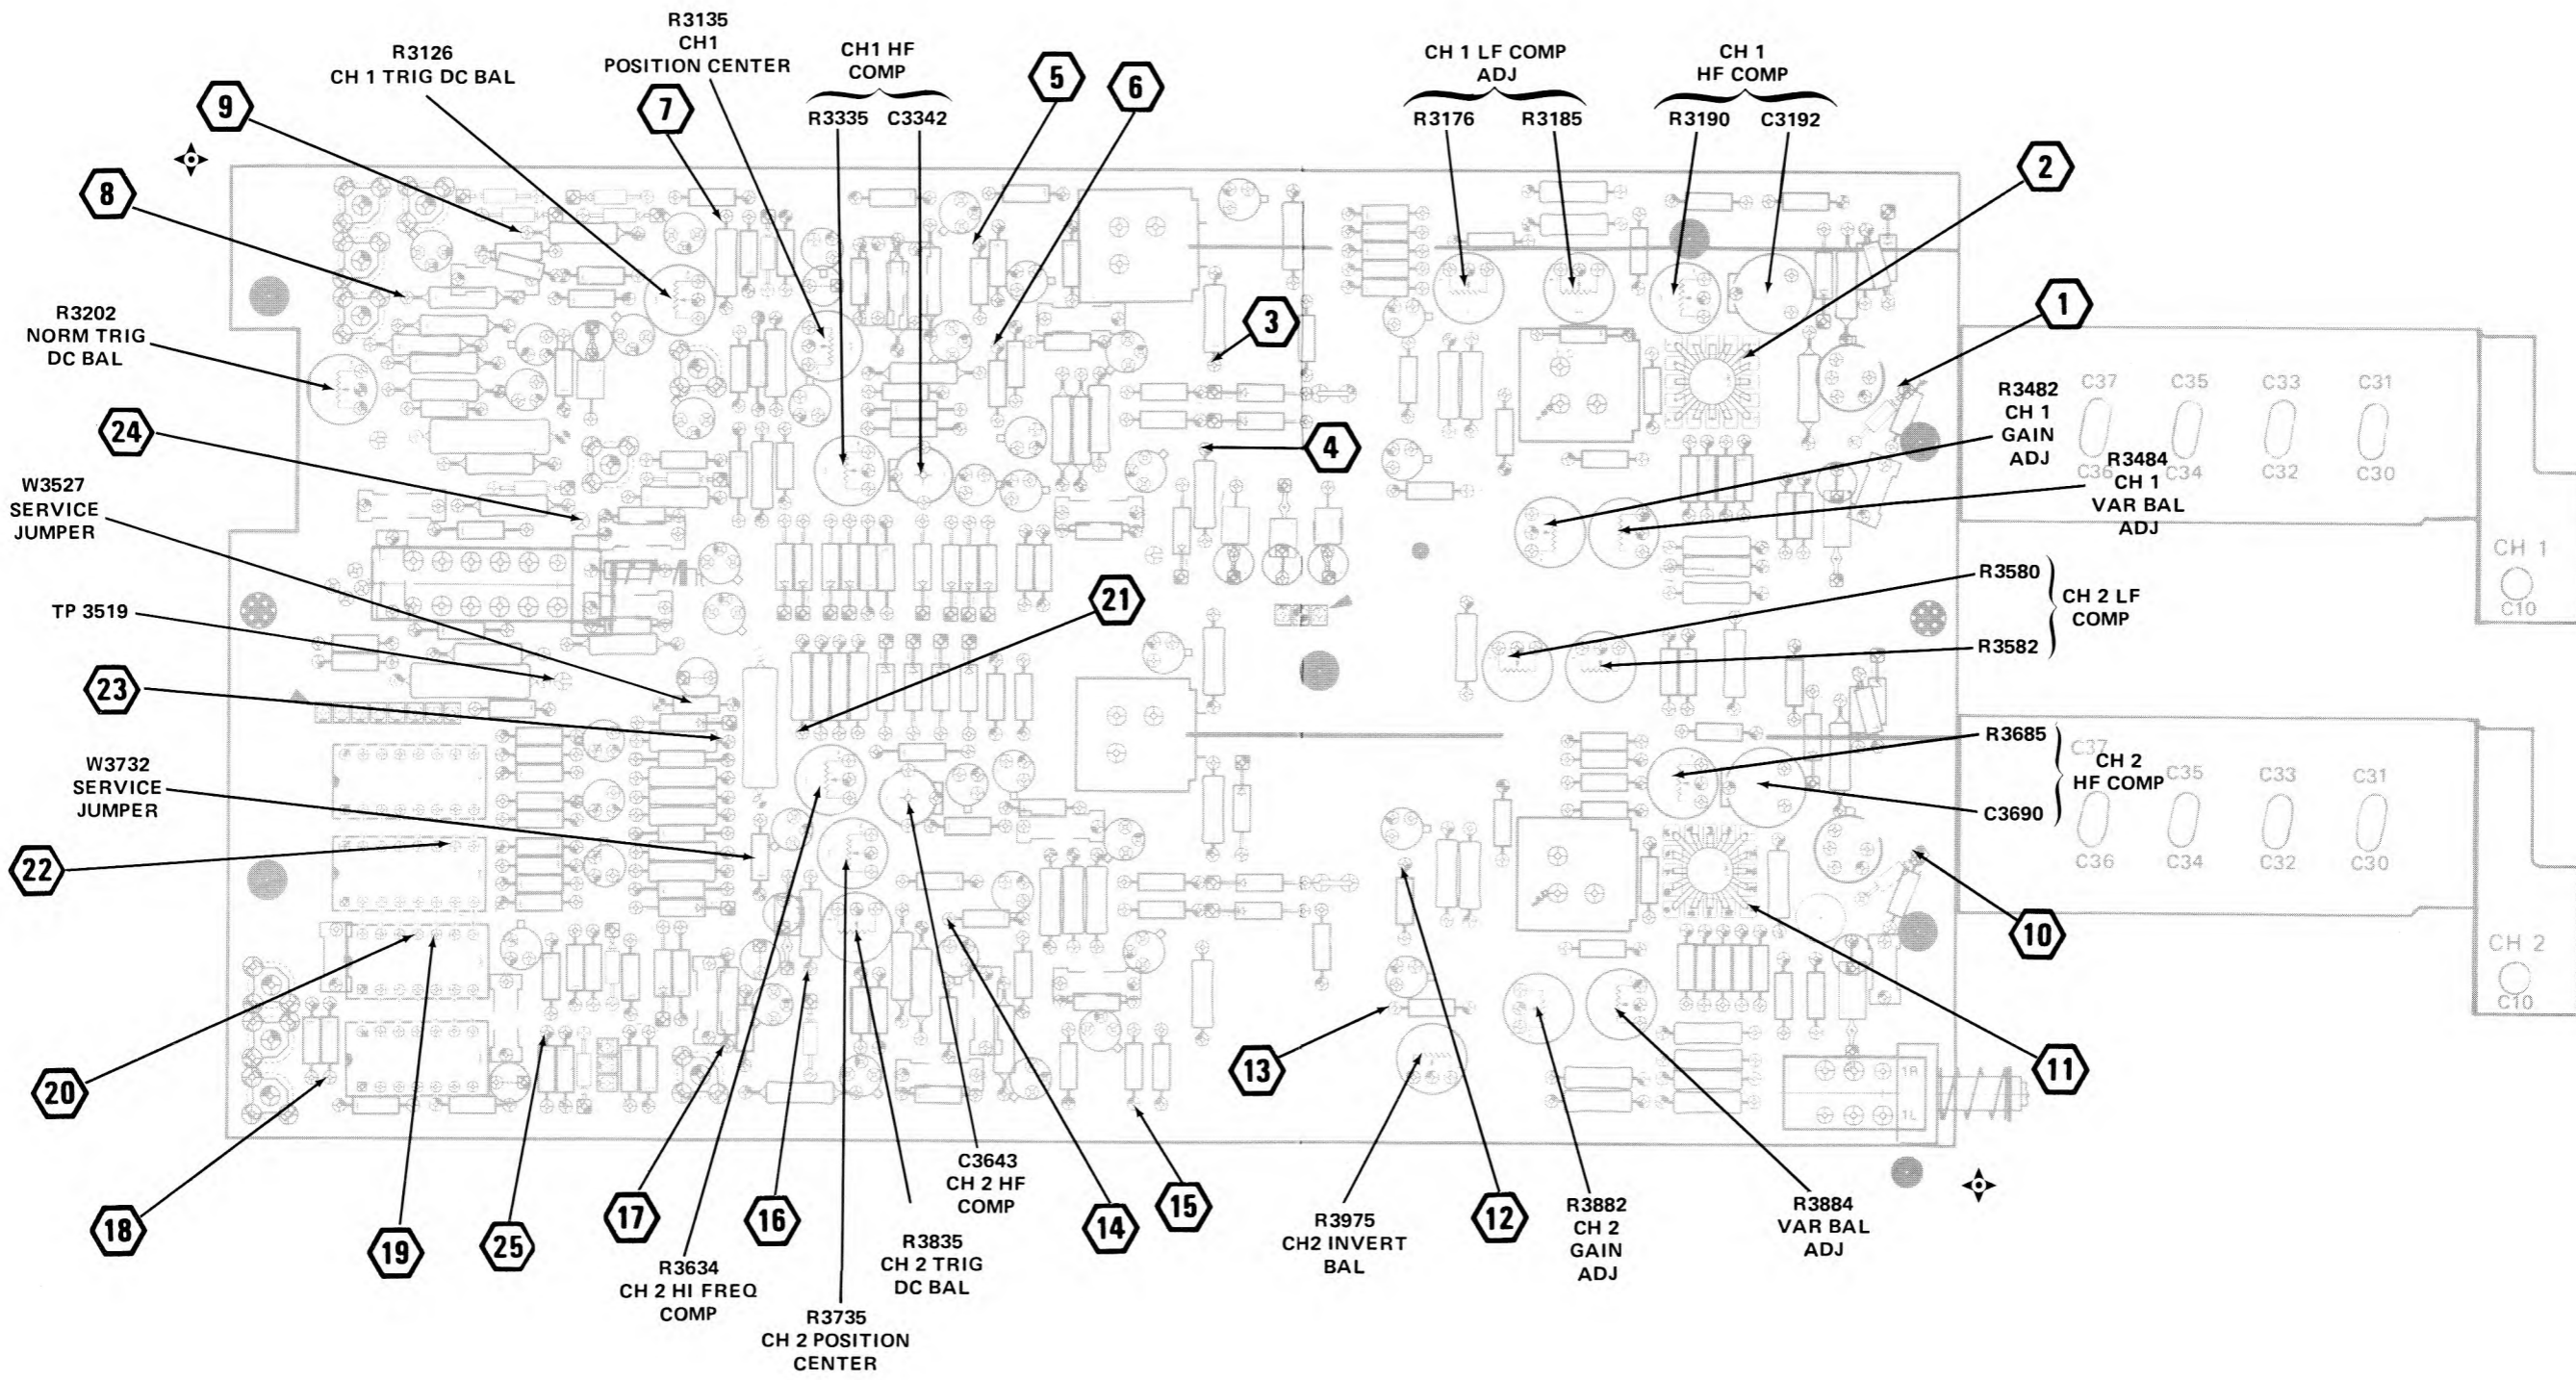 R3135
CH1
POSITION CENTER
R3126
CH 1 TRIG DC BAL
CH1 HF
COMP
R3335
C3342
CH 1 LF COMP
ADJ
R3176
R3185
CH 1
HF COMP
R3190
C3192
9
7
5
6
2
8
1
3
R3202
NORM TRIG
DC BAL
4
24
W3527
SERVICE
JUMPER
TP 3519
21
23
W3732
SERVICE
JUMPER
22
R3482
CH 1
GAIN
ADJ
R3484
CH 1
VAR BAL
ADJ
R3580
R3582
CH 2 LF
COMP
R3685
C3690
CH 2
HF COMP
C37
C35
C33
C31
C36
C34
C32
C30
CH 1
C10
C37
C35
C33
C31
C36
C34
C32
C30
CH 2
C10
10
11
1R
1L
20
18
19
25
17
16
14
15
13
12
R3634
CH 2 HI FREQ
COMP
R3735
CH 2 POSITION
CENTER
R3835
CH 2 TRIG
DC BAL
C3643
CH 2 HF
COMP
R3975
CH2 INVERT
BAL
R3882
CH 2
GAIN
ADJ
R3884
VAR BAL
ADJ